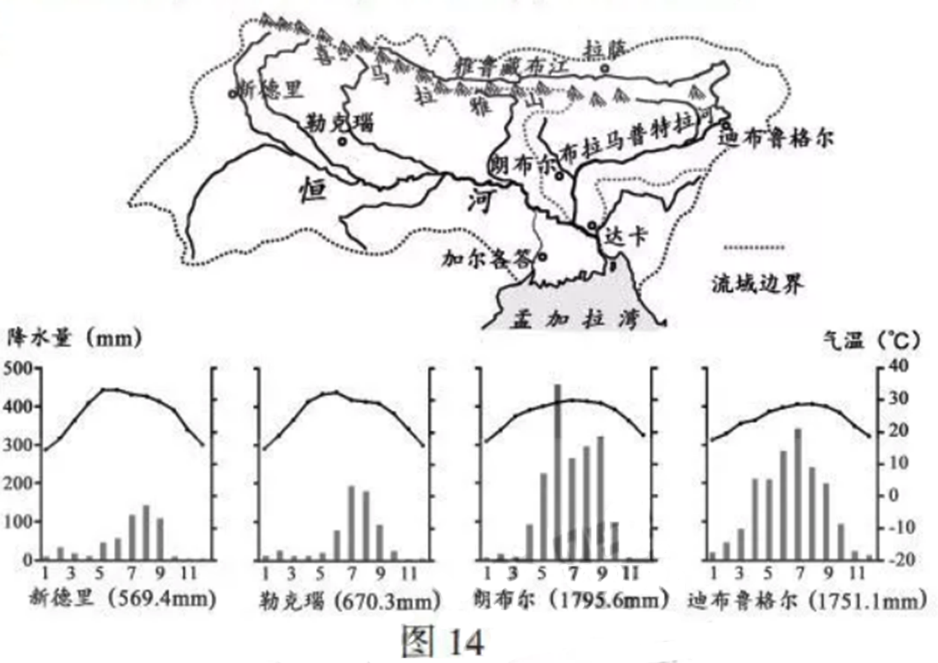 拉萨
喜马拉雅山
雅鲁藏布江
新德里
勒克瑙
朗布尔
布拉马普特拉河
迪布鲁格尔
恒河
达卡
加尔各答
流域边界
孟加拉湾
降水量（mm）
气温（℃）
500
400
300
200
100
0
40
30
20
10
0
-10
-20
1 3 5 7 9 11
1 3 5 7 9 11
1 3 5 7 9 11
1 3 5 7 9 11
新德里（569.4mm）
勒克瑙（670.3mm）
朗布尔（1795.6mm）
迪布鲁格尔（1751.1mm）
图 14